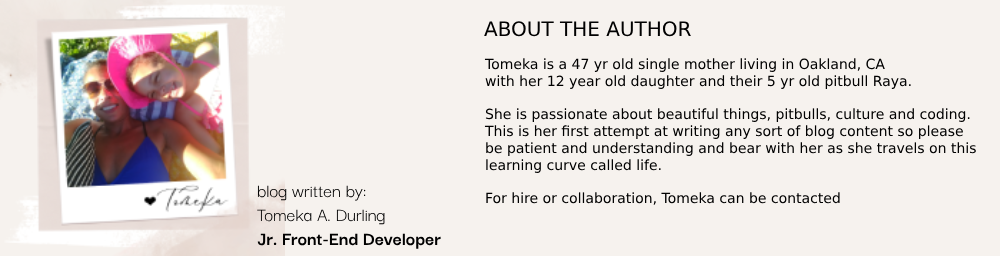 Tomeka
blog written by:
Tomeka A. Durling
Jr. Front-End Developer
ABOUT THE AUTHOR
Tomeka is a 47 yr old single mother living in Oakland, CA
with her 12 year old daughter and their 5 yr old pitbull Raya.
She is passionate about beautiful things, pitbulls, culture and coding.
This is her first attempt at writing any sort of blog content so please
be patient and understanding and bear with her as she travels on this
learning curve called life.
For hire or collaboration, Tomeka can be contacted